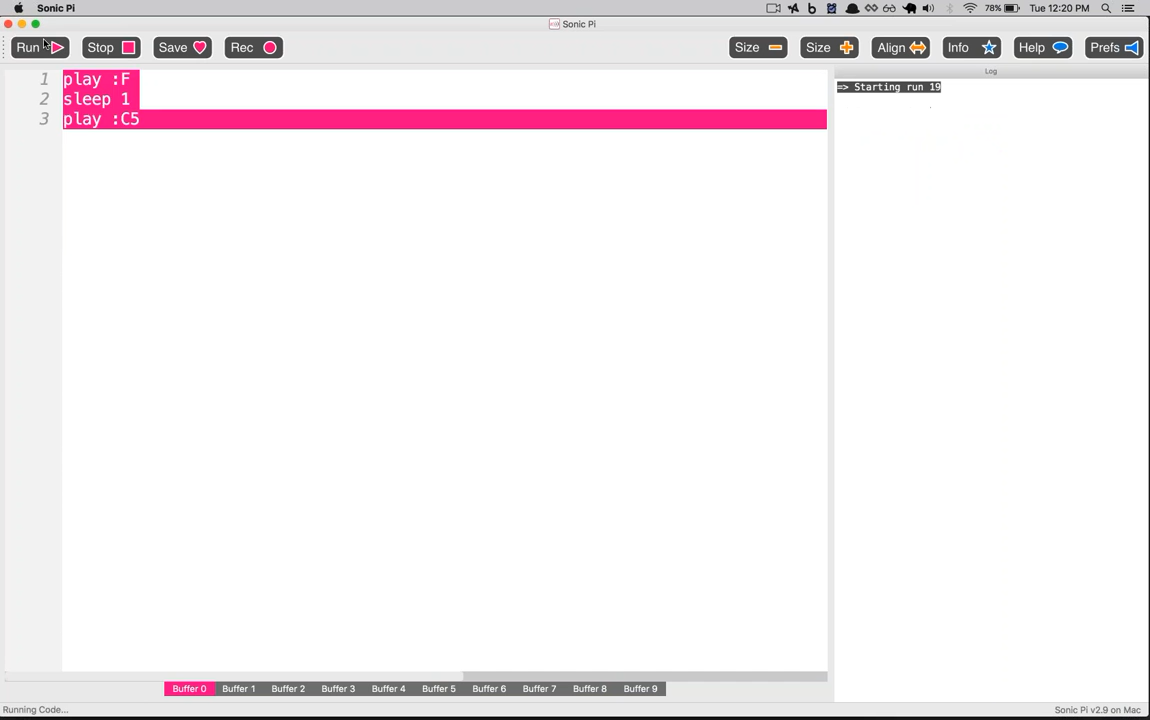 Sonic Pi
78%
Tue 12:20 PM
Sonic Pi
Run
Stop
Save
Rec
Size
Size
Align
Info
Help
Prefs
Log
1 play :F
2 sleep 1
3 play :C5
=> Starting run 19
Buffer 0
Buffer 1
Buffer 2
Buffer 3
Buffer 4
Buffer 5
Buffer 6
Buffer 7
Buffer 8
Buffer 9
Running Code...
Sonic Pi v2.9 on Mac